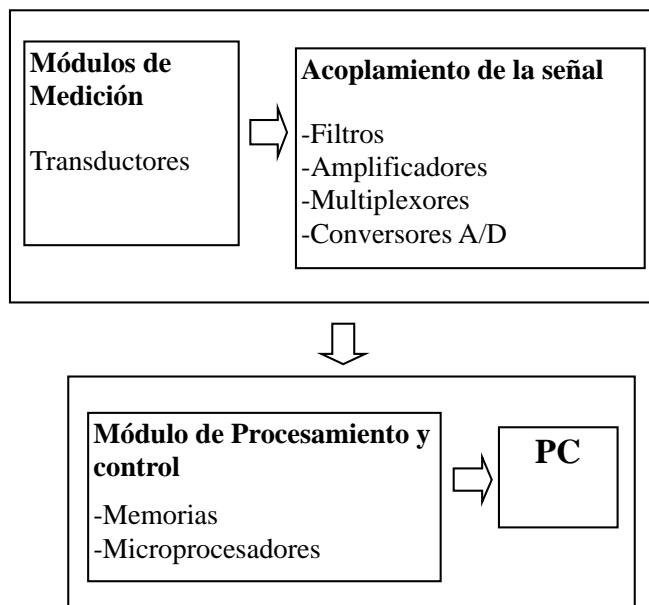 Módulos de
Medición
Transductores
Acoplamiento de la señal
-Filtros
-Amplificadores
-Multiplexores
-Conversores A/D
Módulo de Procesamiento y
control
-Memorias
-Microprocesadores
PC